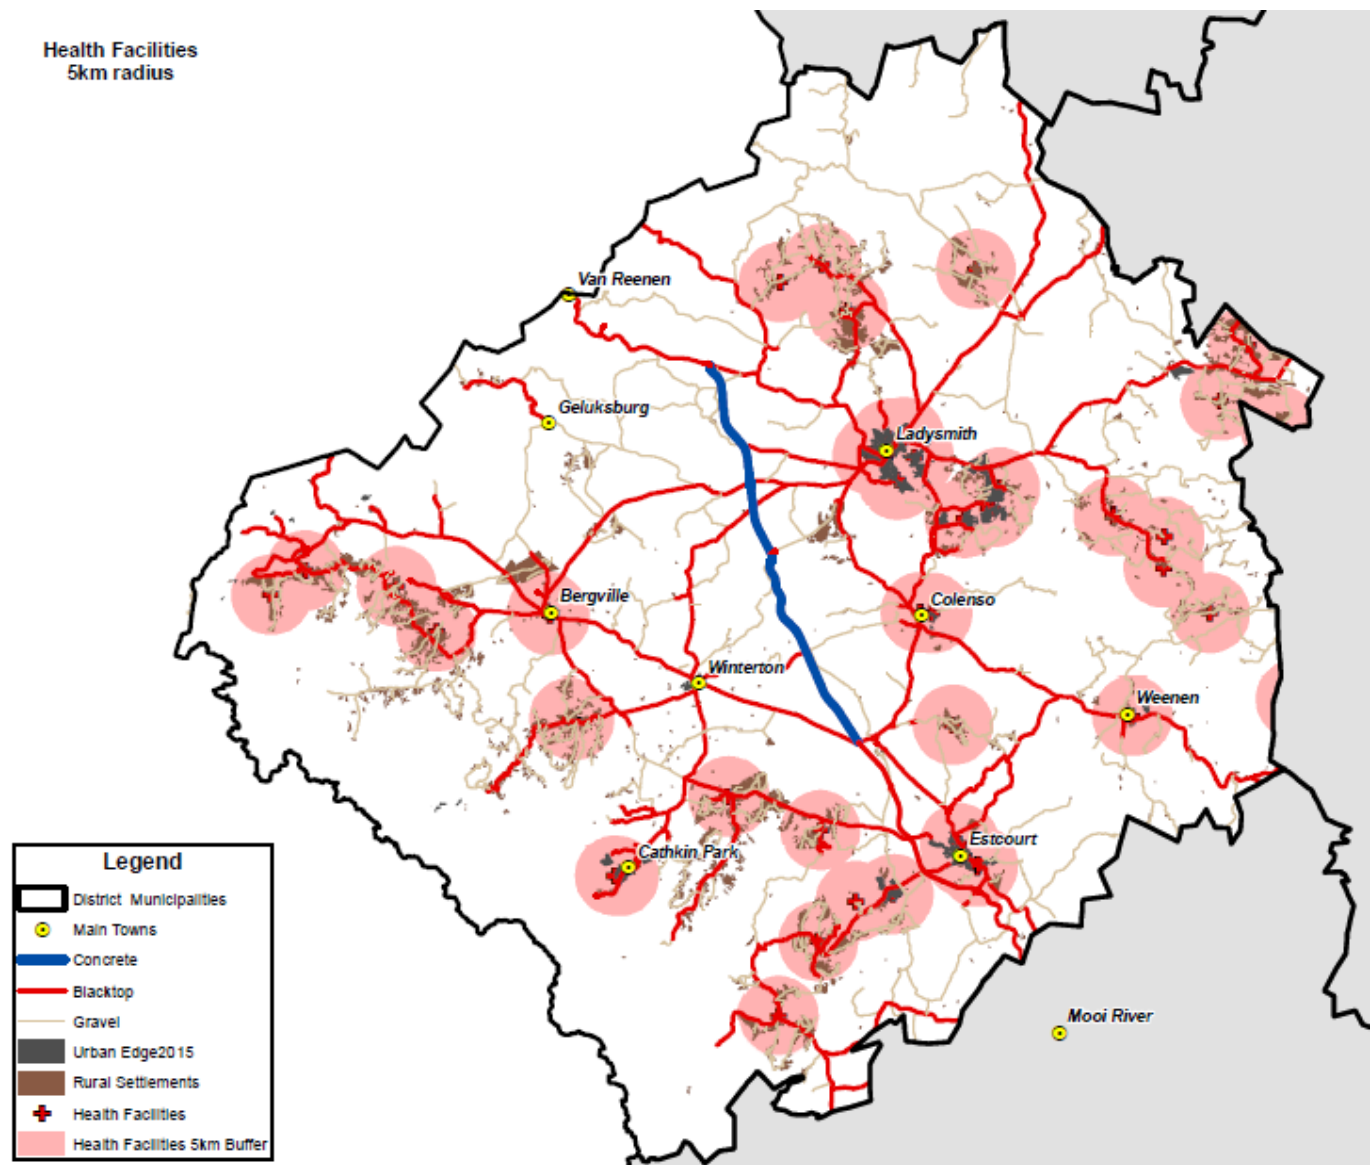 Health Facilities
5km radius
Van Reenen
Geluksburg
Ladysmith
Bergville
Colenso
Winterton
Weenen
Estcourt
Cathkin Park
Mooi River
Legend
District Municipalities
Main Towns
Concrete
Blacktop
Gravel
Urban Edge2015
Rural Settlements
Health Facilities
Health Facilities 5km Buffer